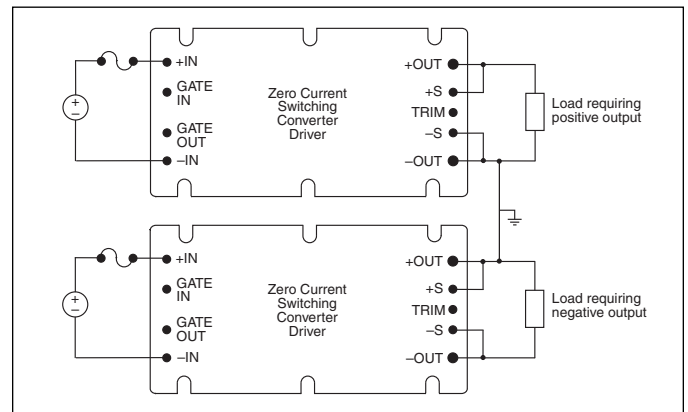 +IN
GATE
IN
GATE
OUT
–IN
Zero Current
Switching
Converter
Driver
+OUT
+S
TRIM
–S
–OUT
Load requiring
positive output
+
–
+IN
GATE
IN
GATE
OUT
–IN
Zero Current
Switching
Converter
Driver
+OUT
+S
TRIM
–S
–OUT
Load requiring
negative output
+
–